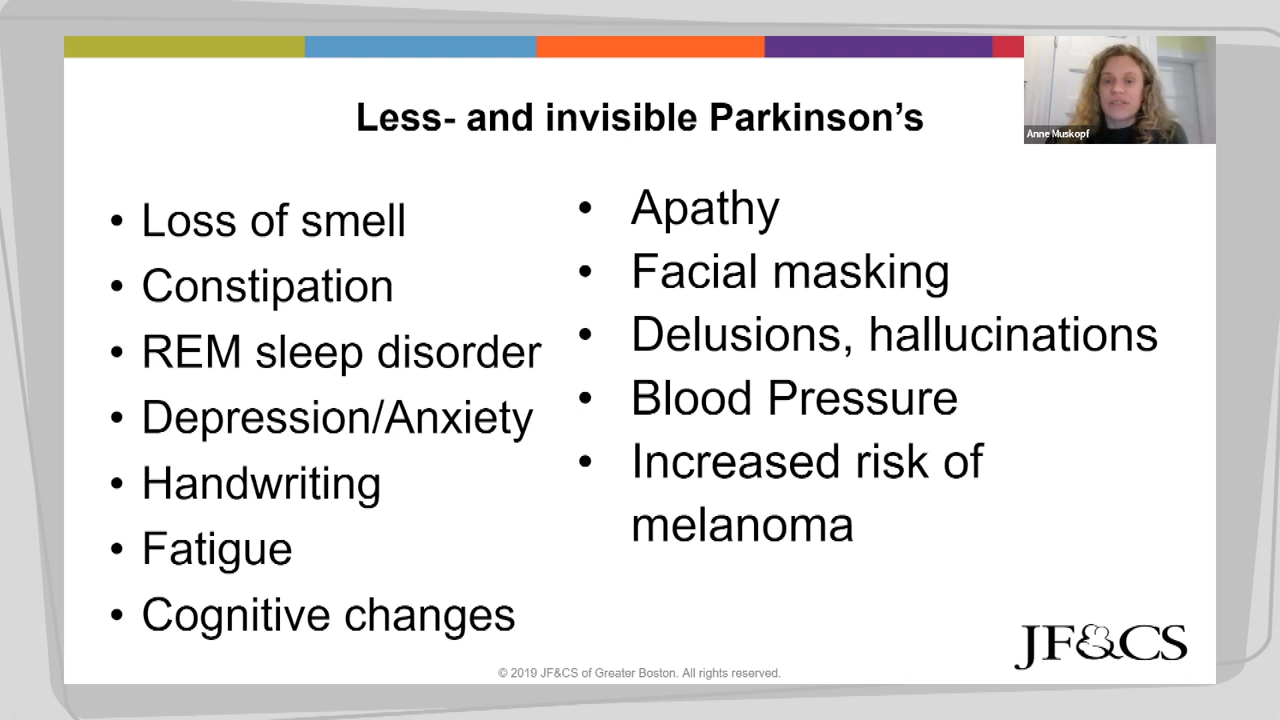 Less- and invisible Parkinson's
Anne Muskopf
• Loss of smell
• Constipation
• REM sleep disorder
• Depression/Anxiety
• Handwriting
• Fatigue
• Cognitive changes
• Apathy
• Facial masking
• Delusions, hallucinations
• Blood Pressure
• Increased risk of
melanoma
JF&CS
© 2019 JF&CS of Greater Boston. All rights reserved.